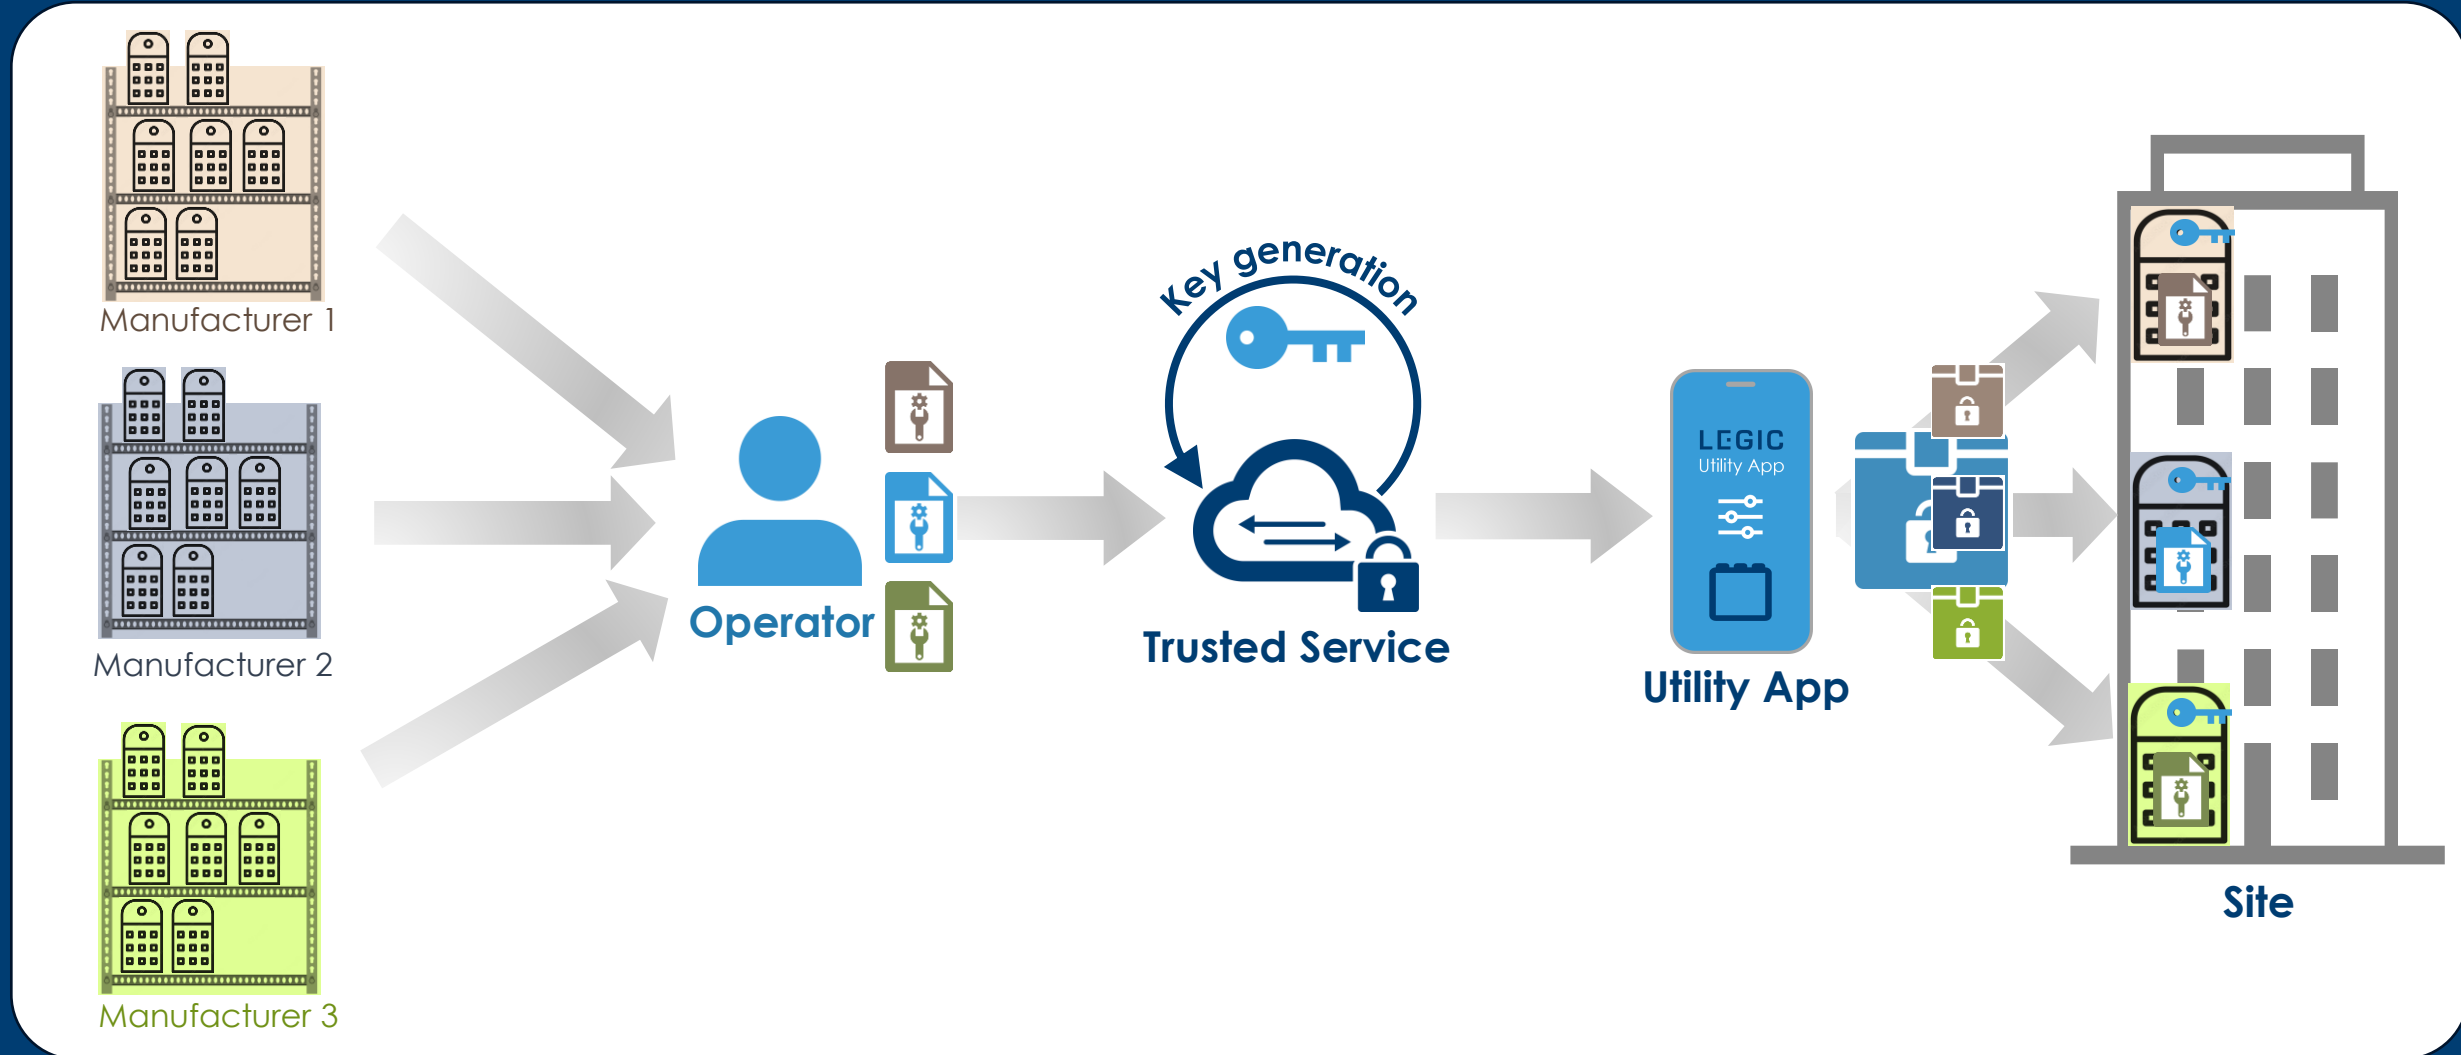 Manufacturer 1
Manufacturer 2
Manufacturer 3
Operator
Key generation
Trusted Service
LEGIC
Utility App
Utility App
Site